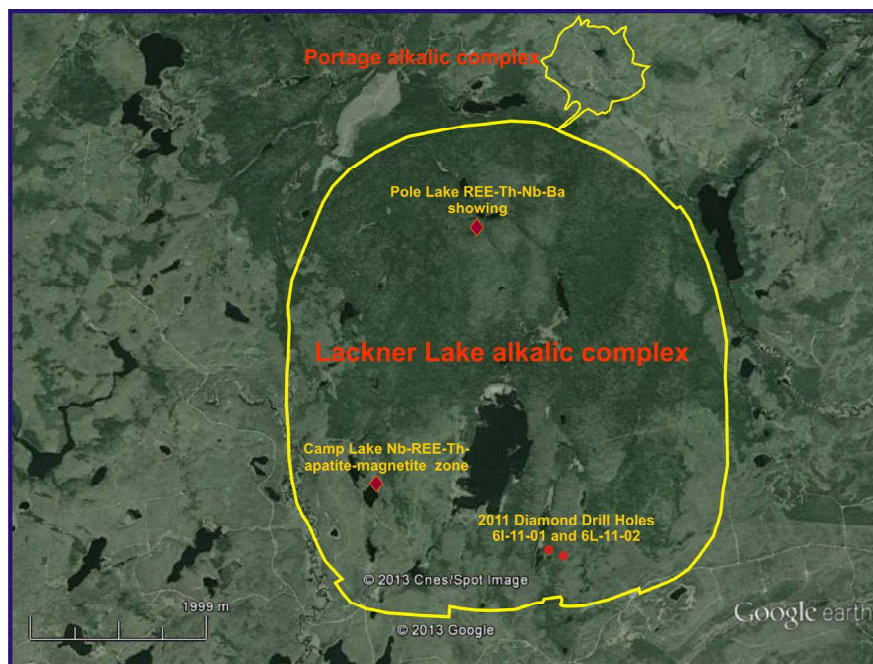 Portage alkalic complex
Pole Lake REE-Th-Nb-Ba
showing
Lackner Lake alkalic complex
Camp Lake Nb-REE-Th-
apatite-magnetite zone
2011 Diamond Drill Holes
6I-11-01 and 6L-11-02
© 2013 Cnes/Spot Image
1999 m
Google earth
© 2013 Google